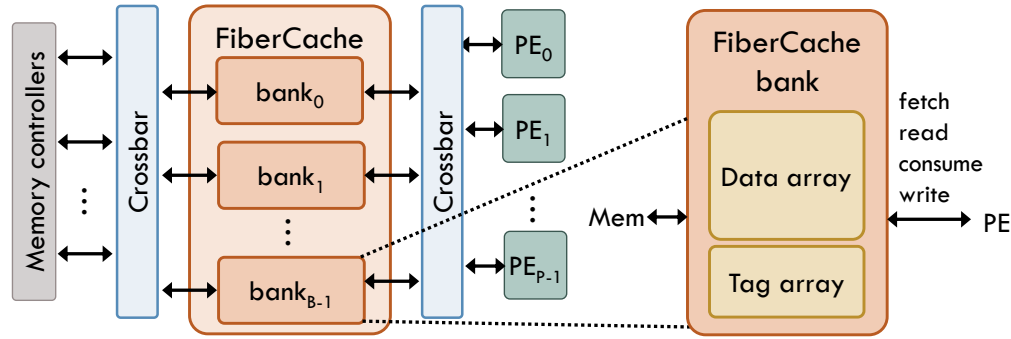 Memory controllers
Crossbar
FiberCache
bank0
bank1
...
bankB-1
Crossbar
PE0
PE1
...
PEP-1
FiberCache
bank
Data array
Tag array
Mem
fetch
read
consume
write
PE